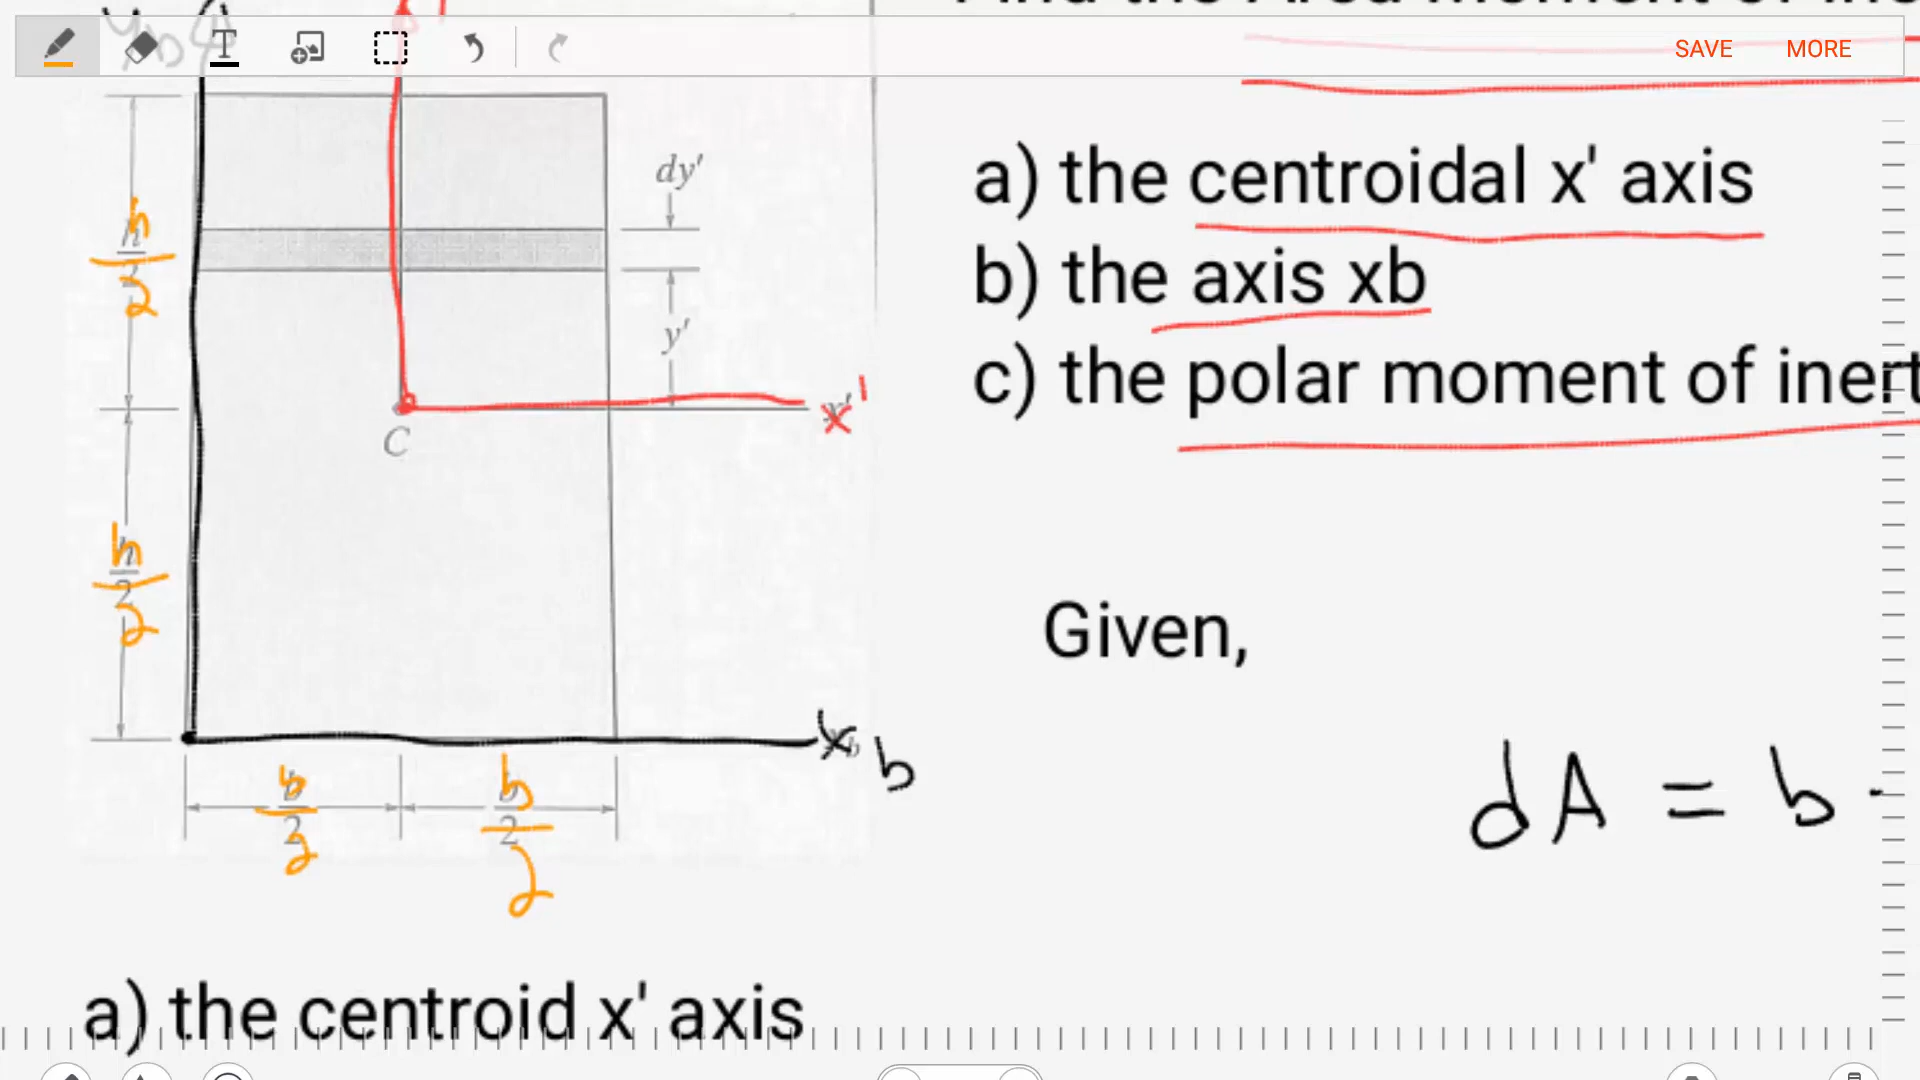 SAVE MORE
a) the centroidal x' axis
b) the axis xb
c) the polar moment of inert
dy'
y'
h
2
x'
C
h
2
Given,
x b
b
2
b
2
dA = b
a) the centroid x' axis